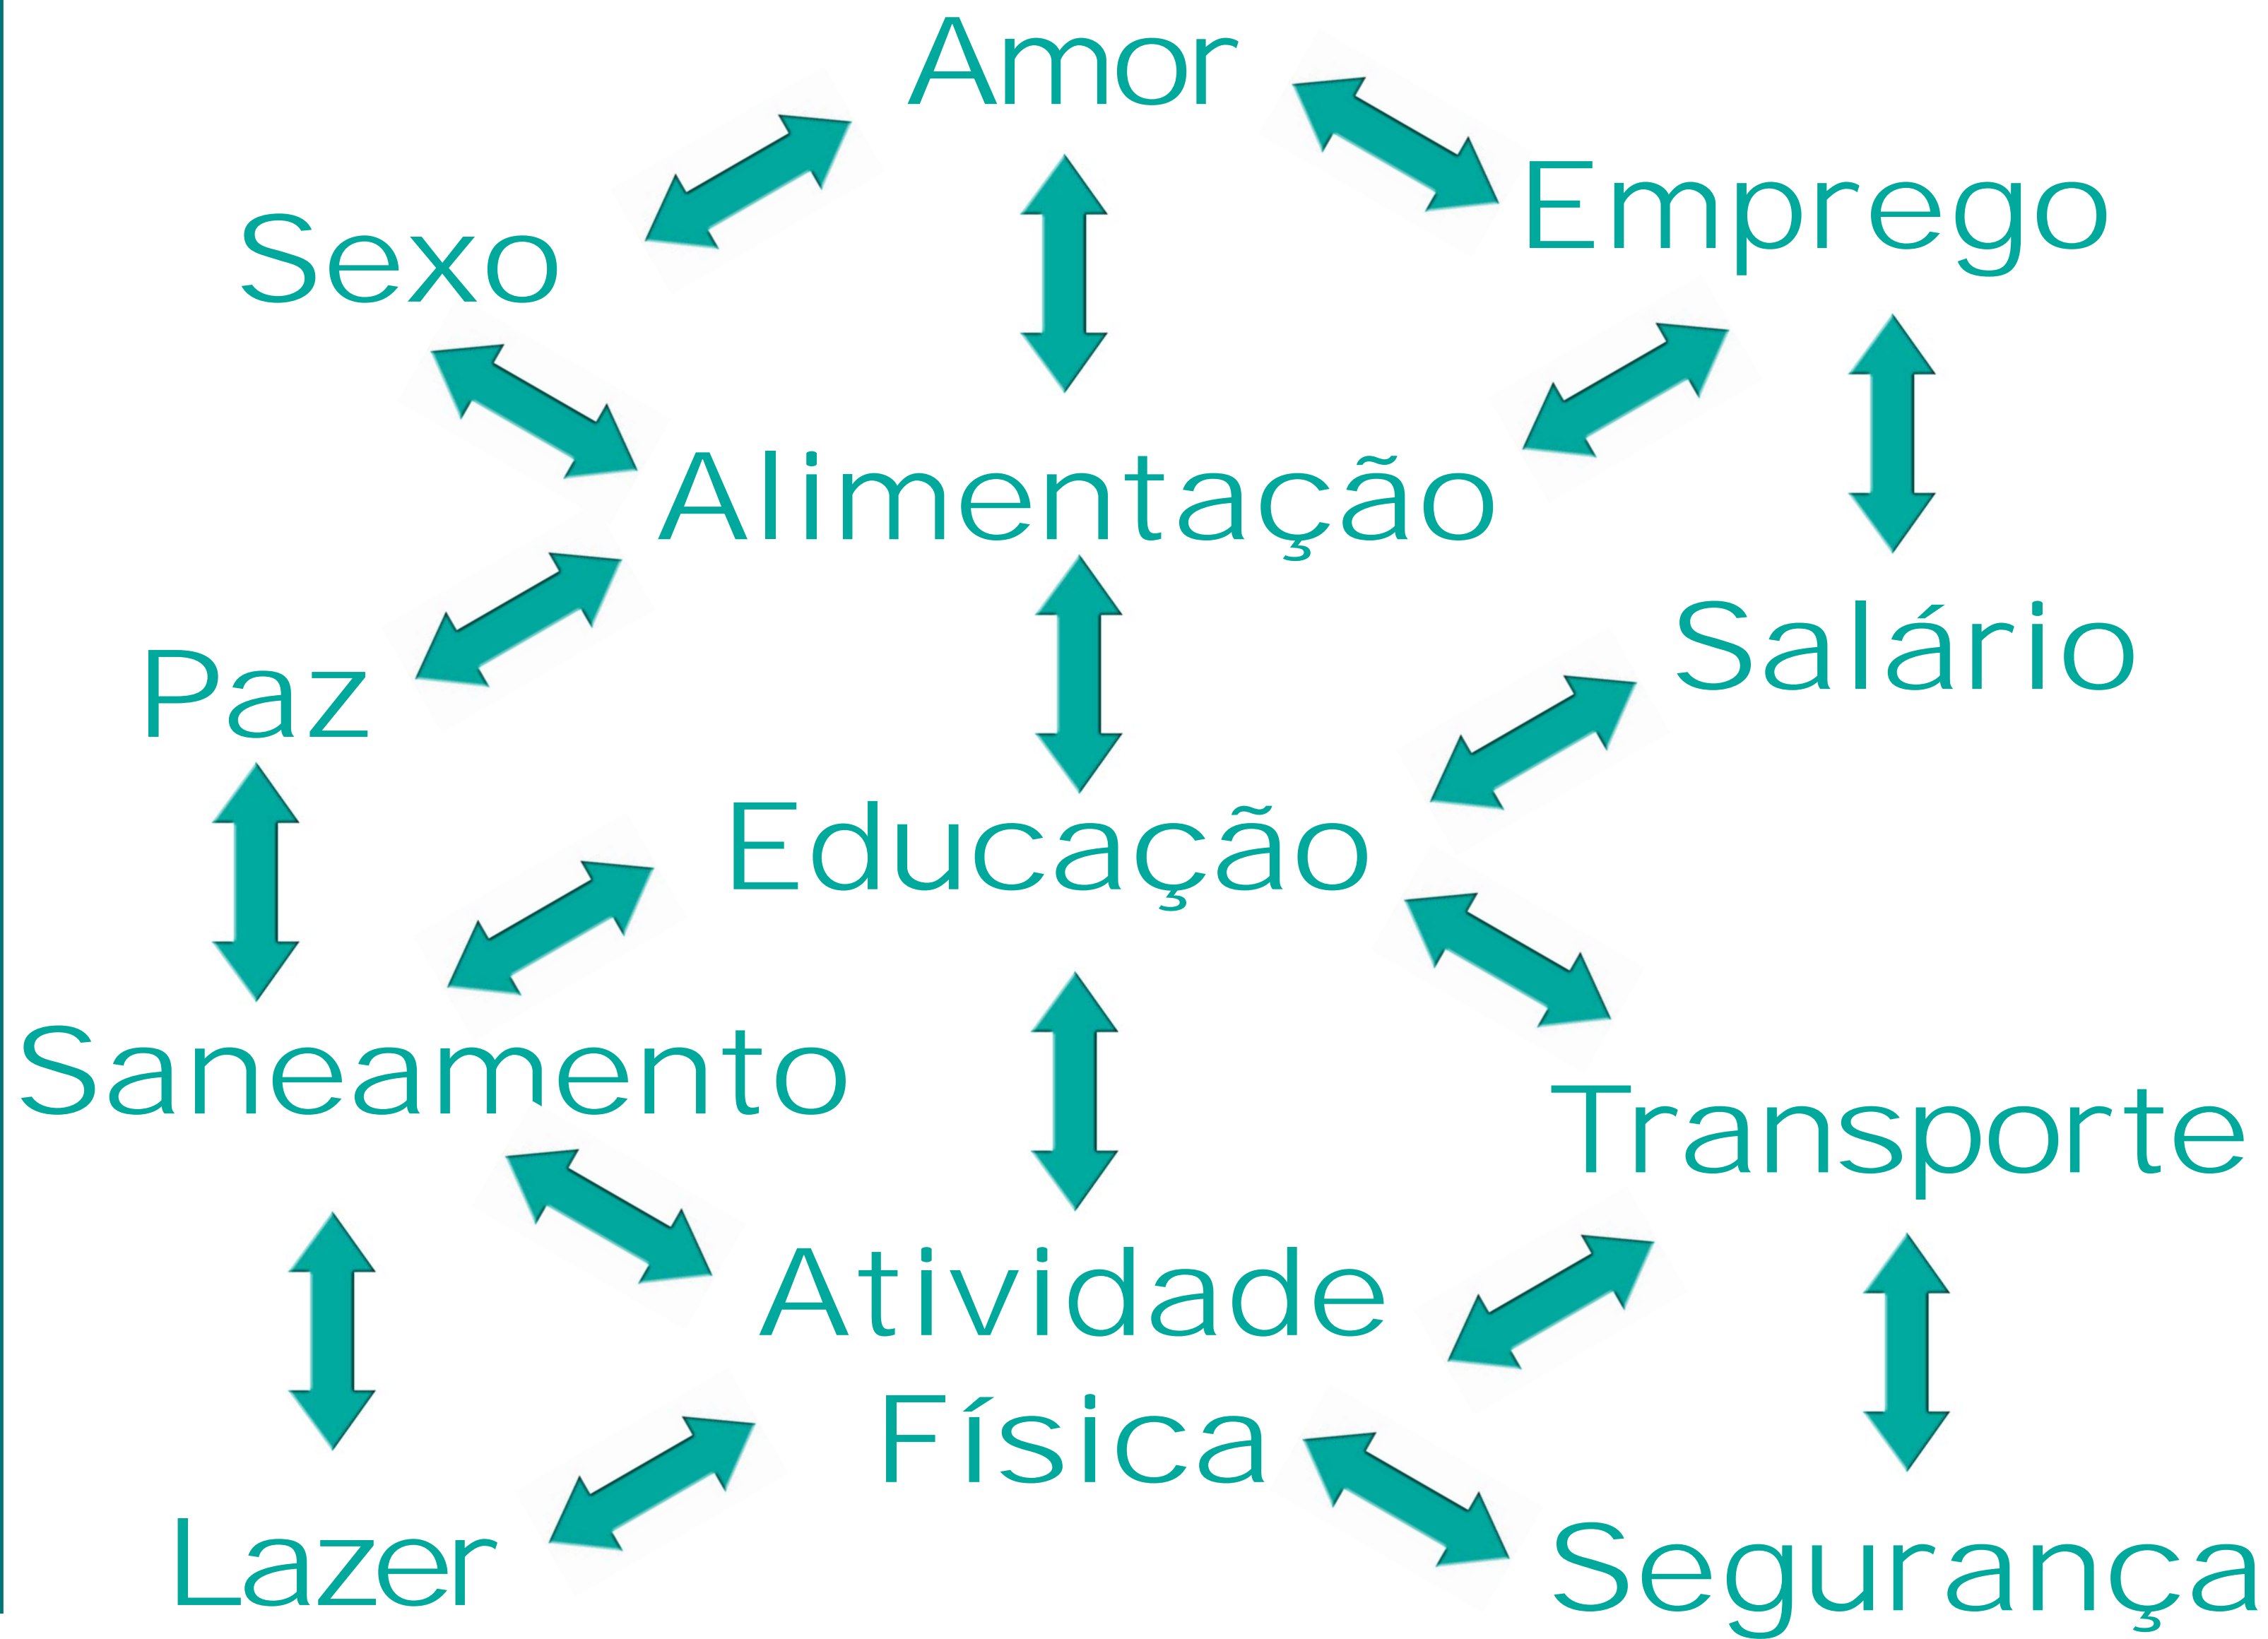 Amor
Emprego
Sexo
Alimentação
Salário
Paz
Educação
Saneamento
Transporte
Atividade
Física
Lazer
Segurança